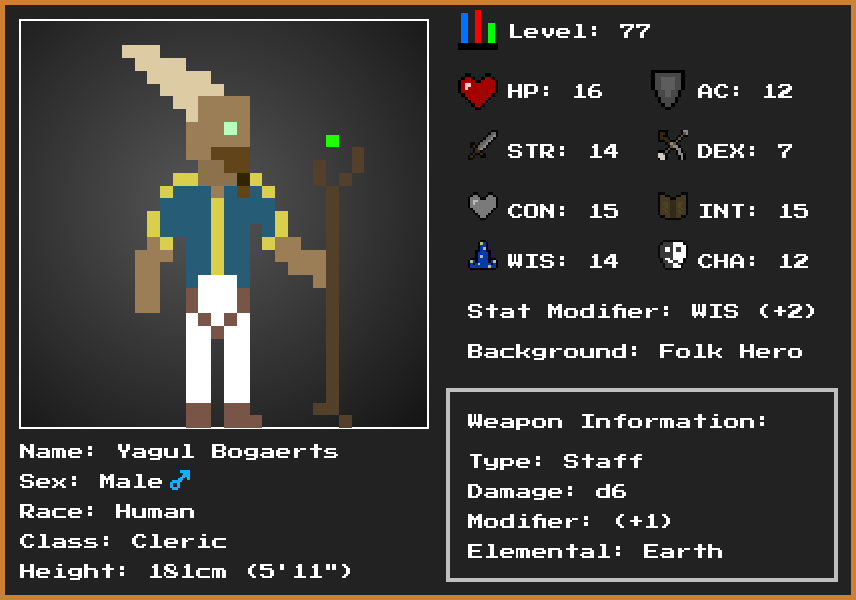 Level: 77
HP: 16 AC: 12
STR: 14 DEX: 7
CON: 15 INT: 15
WIS: 14 CHA: 12
Stat Modifier: WIS (+2)
Background: Folk Hero
Weapon Information:
Type: Staff
Damage: d6
Modifier: (+1)
Elemental: Earth
Name: Yagul Bogaerts
Sex: Male ♂
Race: Human
Class: Cleric
Height: 181cm (5'11")